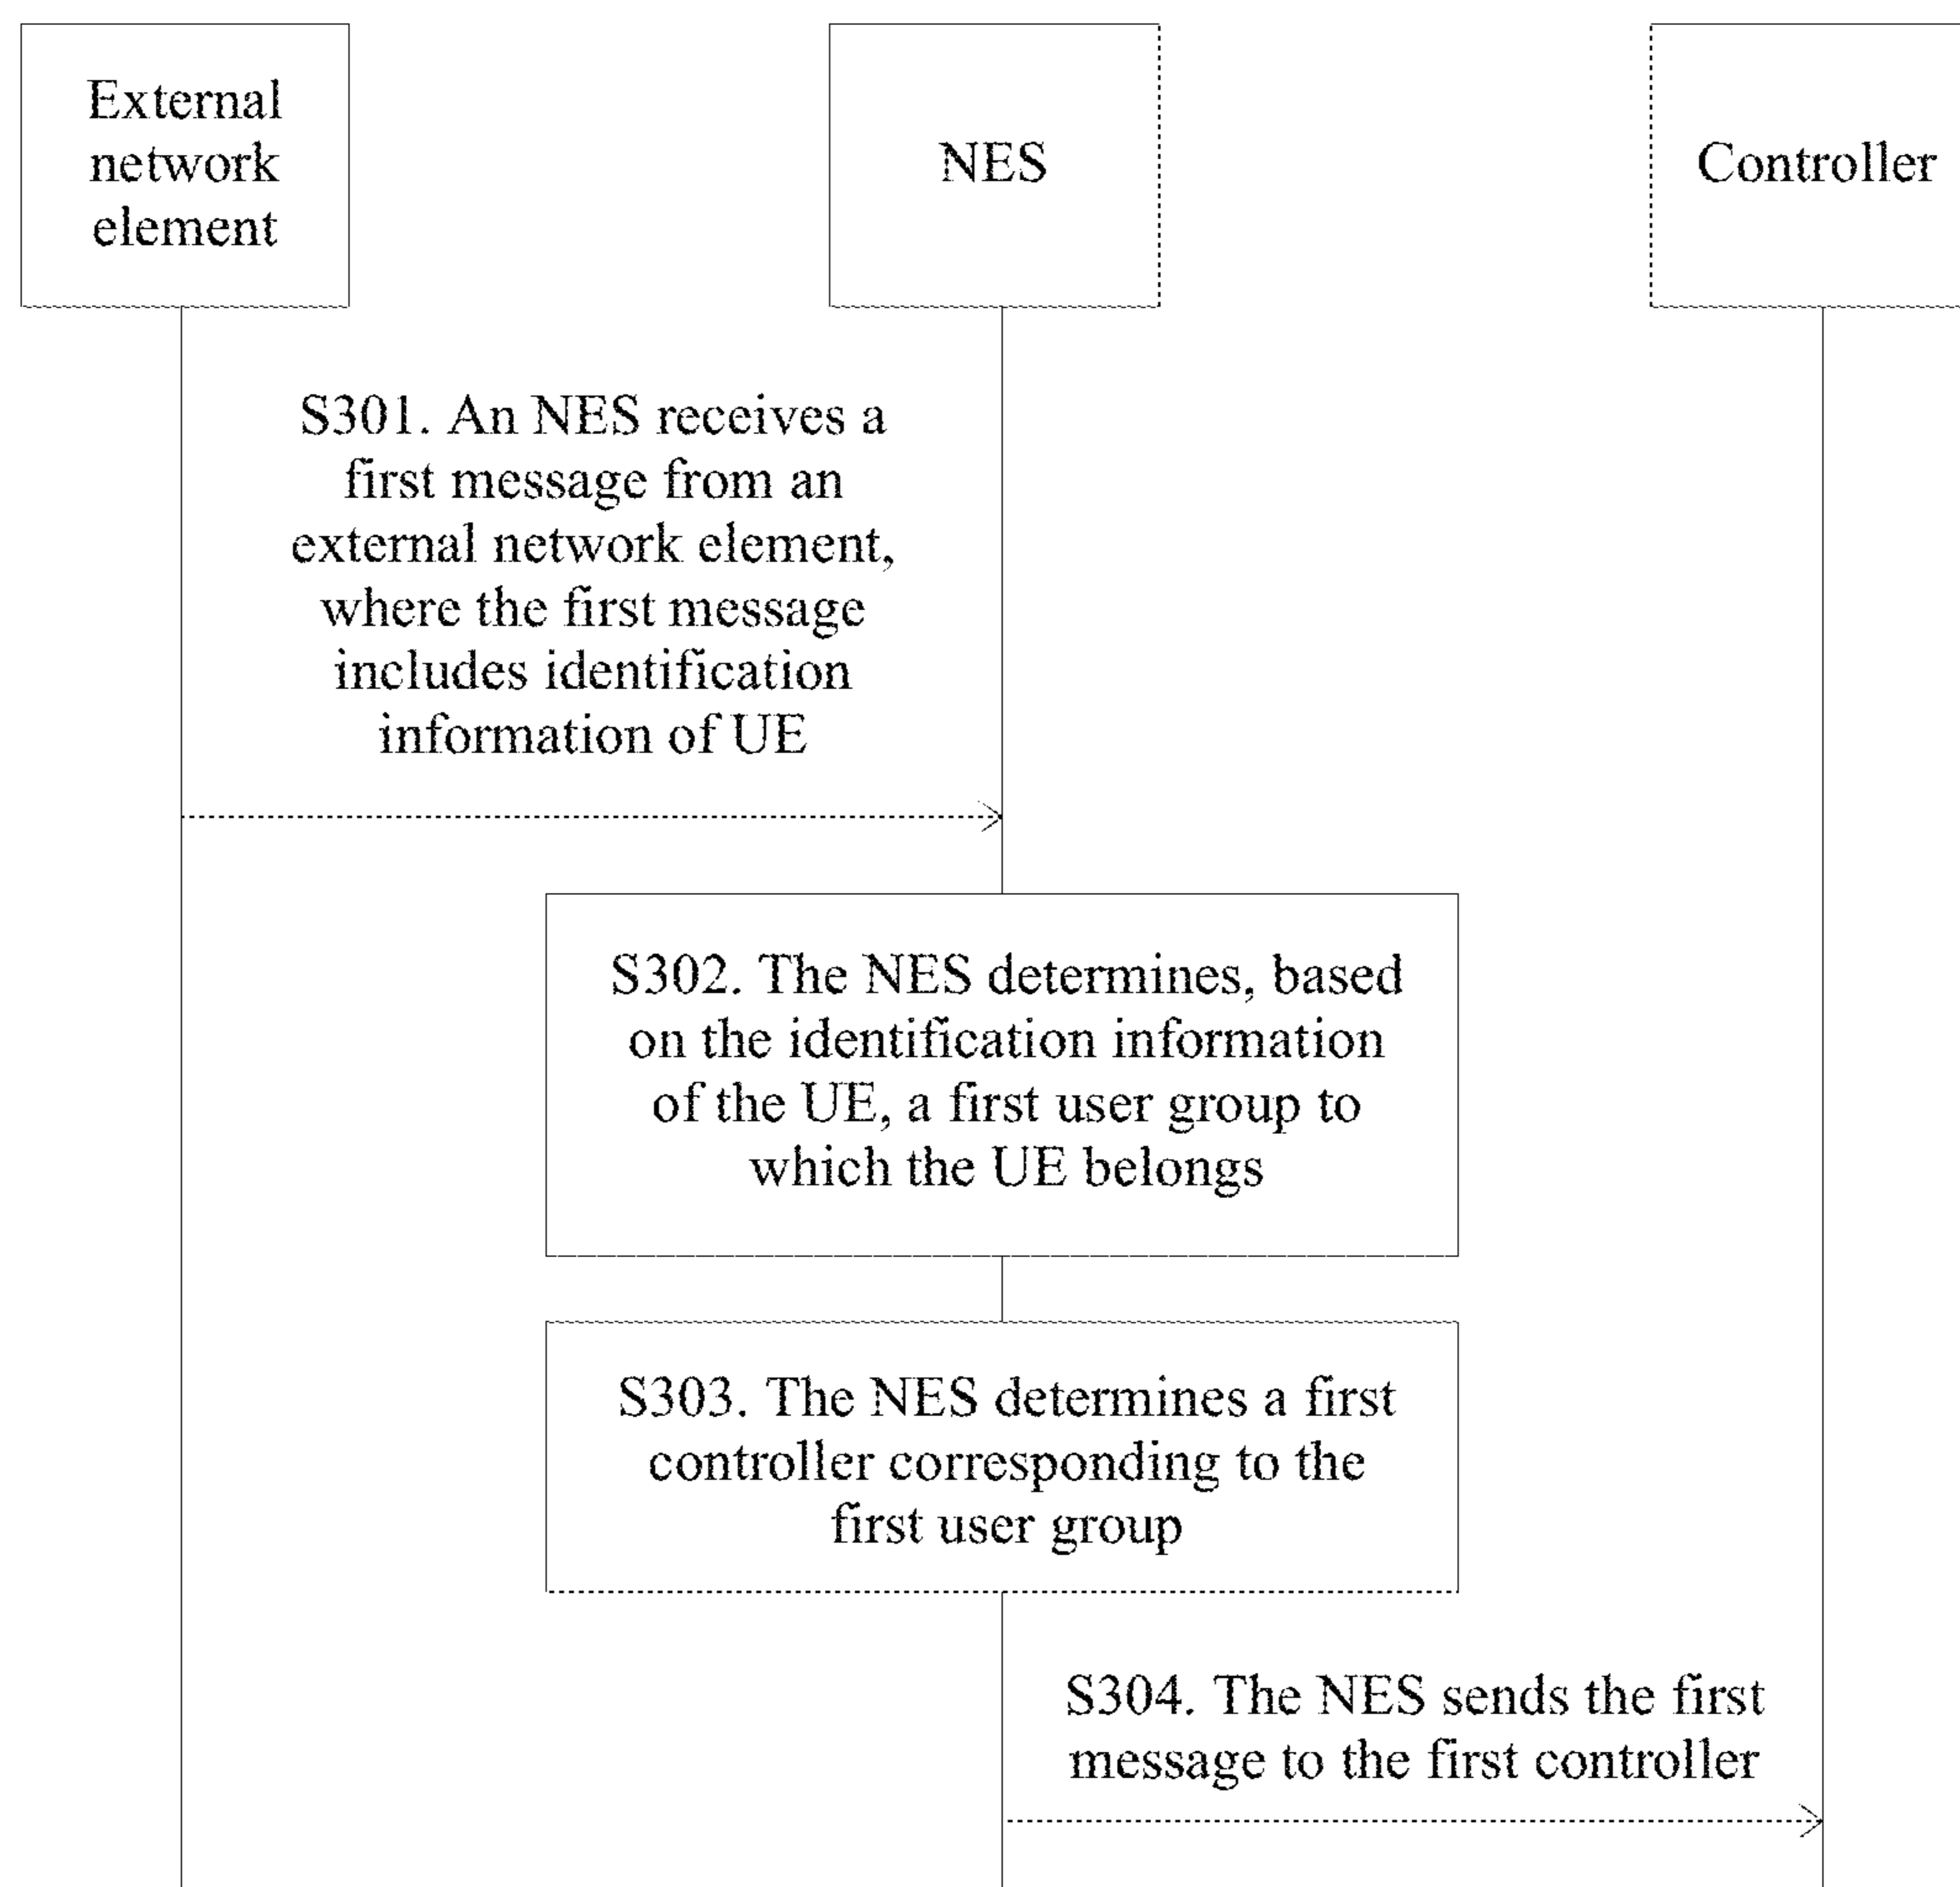 External
network
element
NES
Controller
S301. An NES receives a
first message from an
external network element,
where the first message
includes identification
information of UE
S302. The NES determines, based
on the identification information
of the UE, a first user group to
which the UE belongs
S303. The NES determines a first
controller corresponding to the
first user group
S304. The NES sends the first
message to the first controller